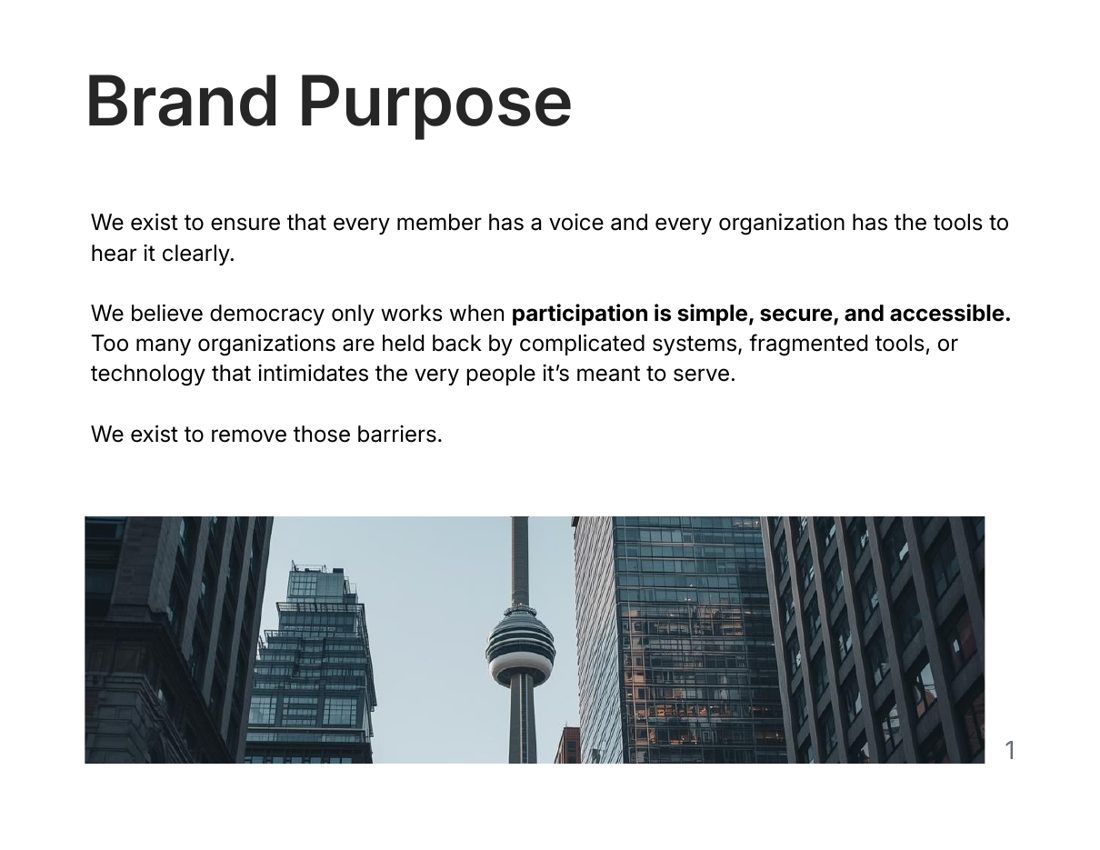 Brand Purpose
We exist to ensure that every member has a voice and every organization has the tools to
hear it clearly.
We believe democracy only works when participation is simple, secure, and accessible.
Too many organizations are held back by complicated systems, fragmented tools, or
technology that intimidates the very people it’s meant to serve.
We exist to remove those barriers.
1